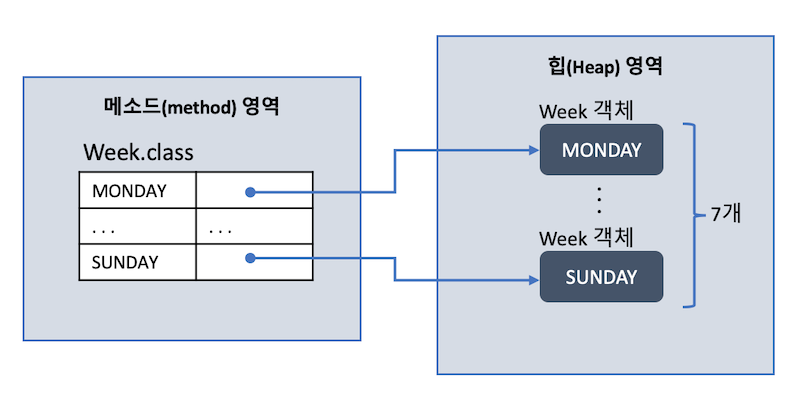 메소드(method) 영역
Week.class
MONDAY
. . .
. . .
SUNDAY
힙(Heap) 영역
Week 객체
MONDAY
Week 객체
SUNDAY
7개